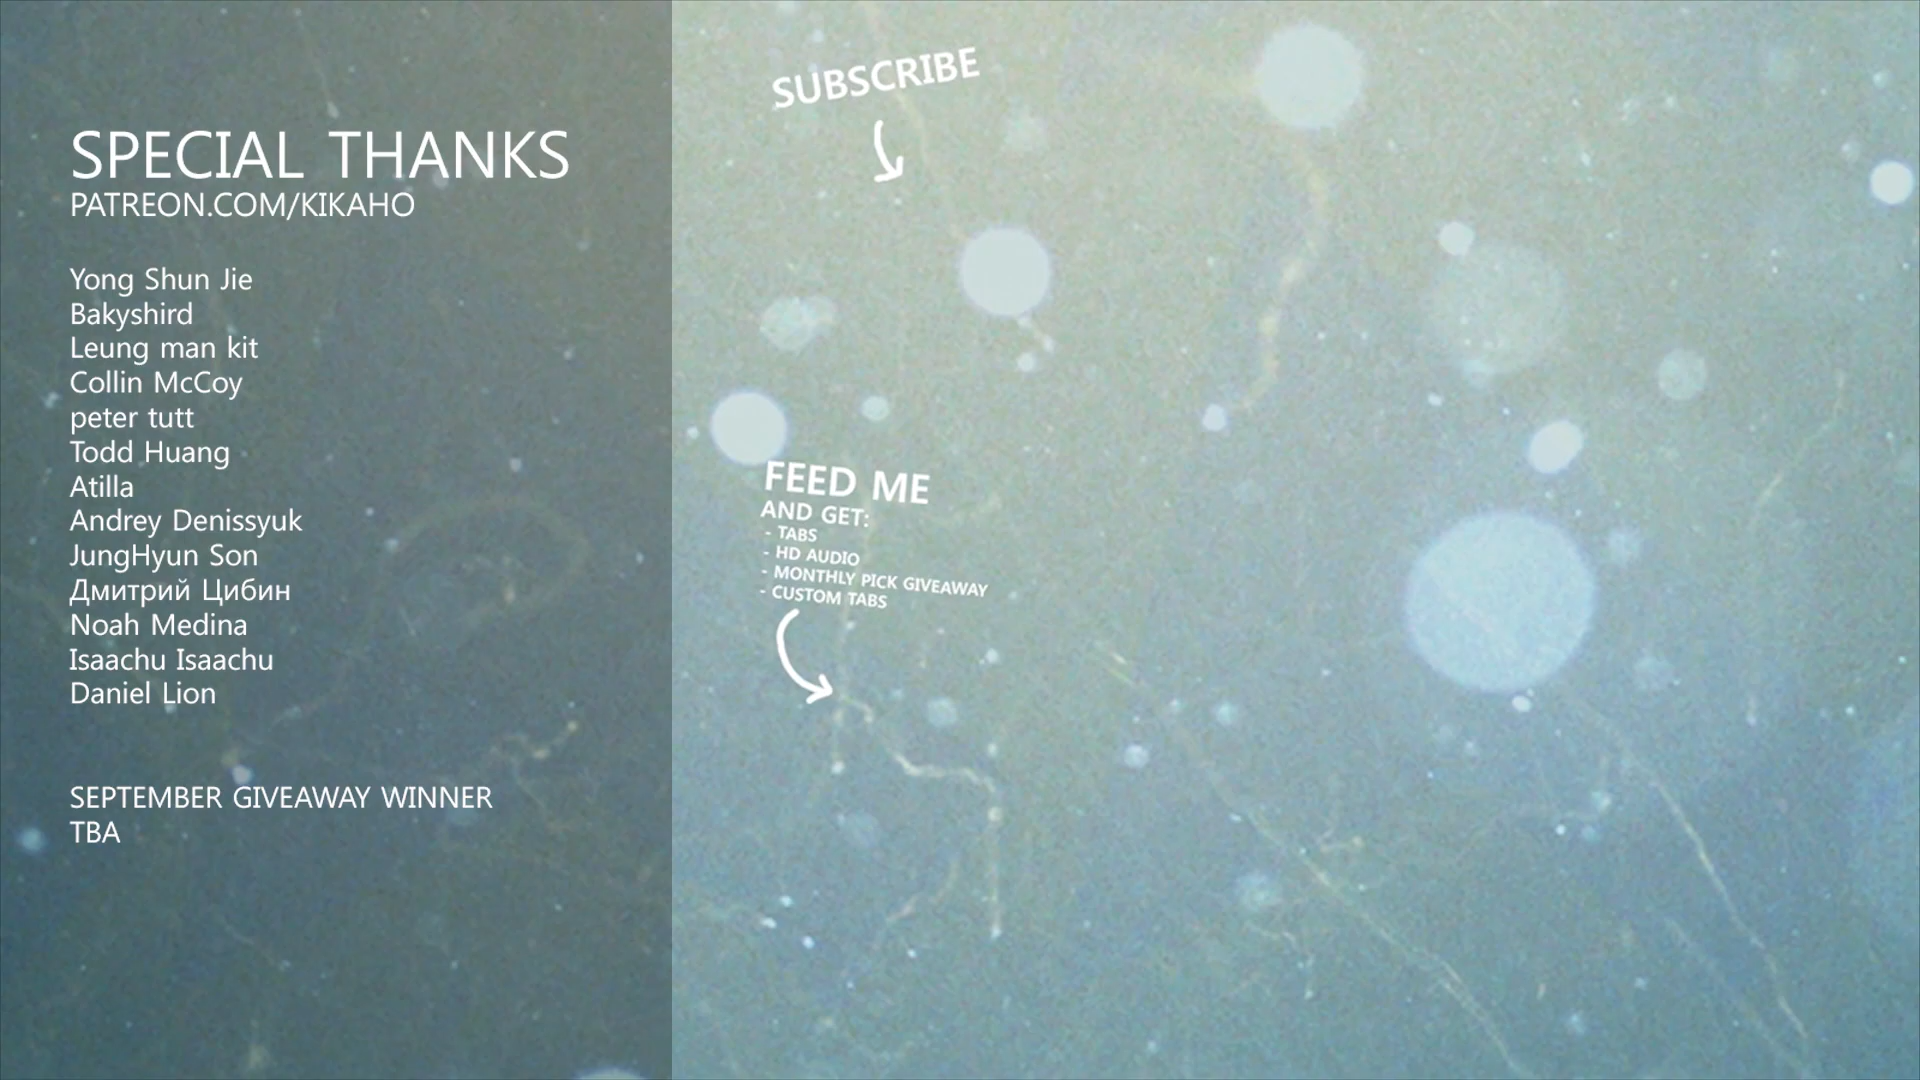 SPECIAL THANKS
PATREON.COM/KIKAHO
Yong Shun Jie
Bakyshird
Leung man kit
Collin McCoy
peter tutt
Todd Huang
Atilla
Andrey Denissyuk
JungHyun Son
Дмитрий Цибин
Noah Medina
Isaachu Isaachu
Daniel Lion
SEPTEMBER GIVEAWAY WINNER
TBA
SUBSCRIBE
FEED ME
AND GET:
- TABS
- HD AUDIO
- MONTHLY PICK GIVEAWAY
- CUSTOM TABS